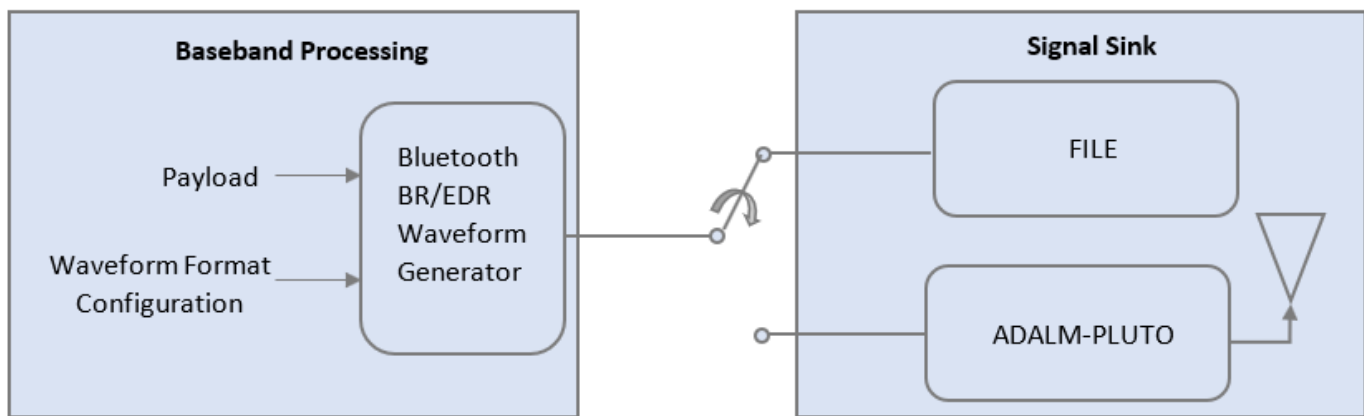 Baseband Processing
Payload
Waveform Format
Configuration
Bluetooth
BR/EDR
Waveform
Generator
Signal Sink
FILE
ADALM-PLUTO